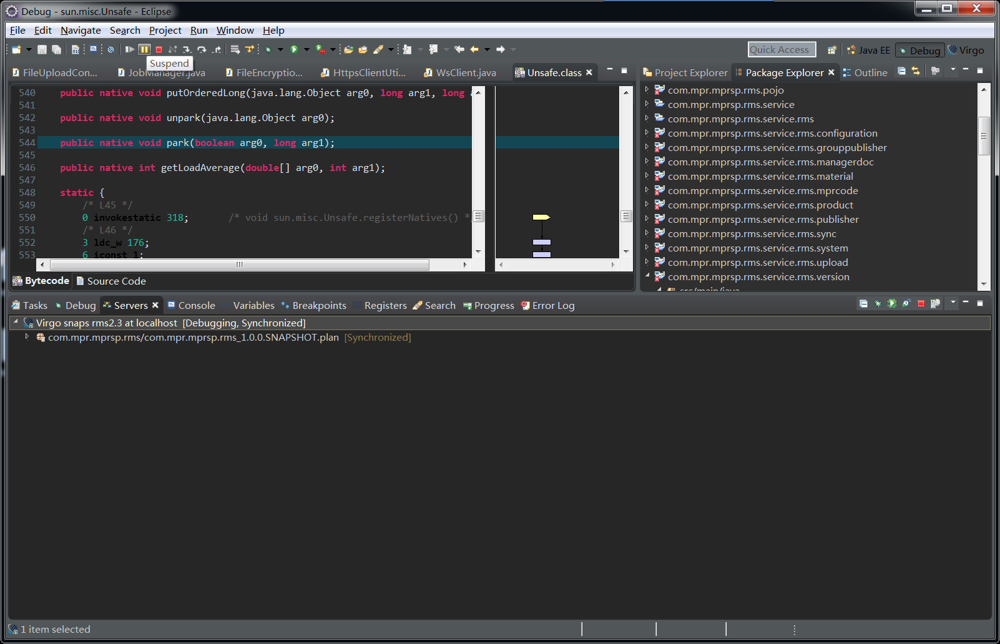 Debug - sun.misc.Unsafe - Eclipse
File Edit Navigate Search Project Run Window Help
Quick Access Java EE Debug Virgo
Suspend
FileUploadCon... JobManager.java FileEncryptio... HttpsClientUti... WsClient.java Unsafe.class
540 public native void putOrderedLong(java.lang.Object arg0, long arg1, long
541
542 public native void unpark(java.lang.Object arg0);
543
544 public native void park(boolean arg0, long arg1);
545
546 public native int getLoadAverage(double[] arg0, int arg1);
547
548 static {
549 /* L45 */
550 0 invokestatic 318; /* void sun.misc.Unsafe.registerNatives() *
551 /* L46 */
552 3 ldc_w 176;
553 6 iconst_1;
Bytecode Source Code
Project Explorer Package Explorer Outline
com.mpr.mprsp.rms.pojo
com.mpr.mprsp.rms.service
com.mpr.mprsp.rms.service.rms
com.mpr.mprsp.rms.service.rms.configuration
com.mpr.mprsp.rms.service.rms.grouppublisher
com.mpr.mprsp.rms.service.rms.managerdoc
com.mpr.mprsp.rms.service.rms.material
com.mpr.mprsp.rms.service.rms.mprcode
com.mpr.mprsp.rms.service.rms.product
com.mpr.mprsp.rms.service.rms.publisher
com.mpr.mprsp.rms.service.rms.sync
com.mpr.mprsp.rms.service.rms.system
com.mpr.mprsp.rms.service.rms.upload
com.mpr.mprsp.rms.service.rms.version
src/main/java
Tasks Debug Servers Console Variables Breakpoints Registers Search Progress Error Log
Virgo snaps rms2.3 at localhost [Debugging, Synchronized]
com.mpr.mprsp.rms/com.mpr.mprsp.rms_1.0.0.SNAPSHOT.plan [Synchronized]
1 item selected